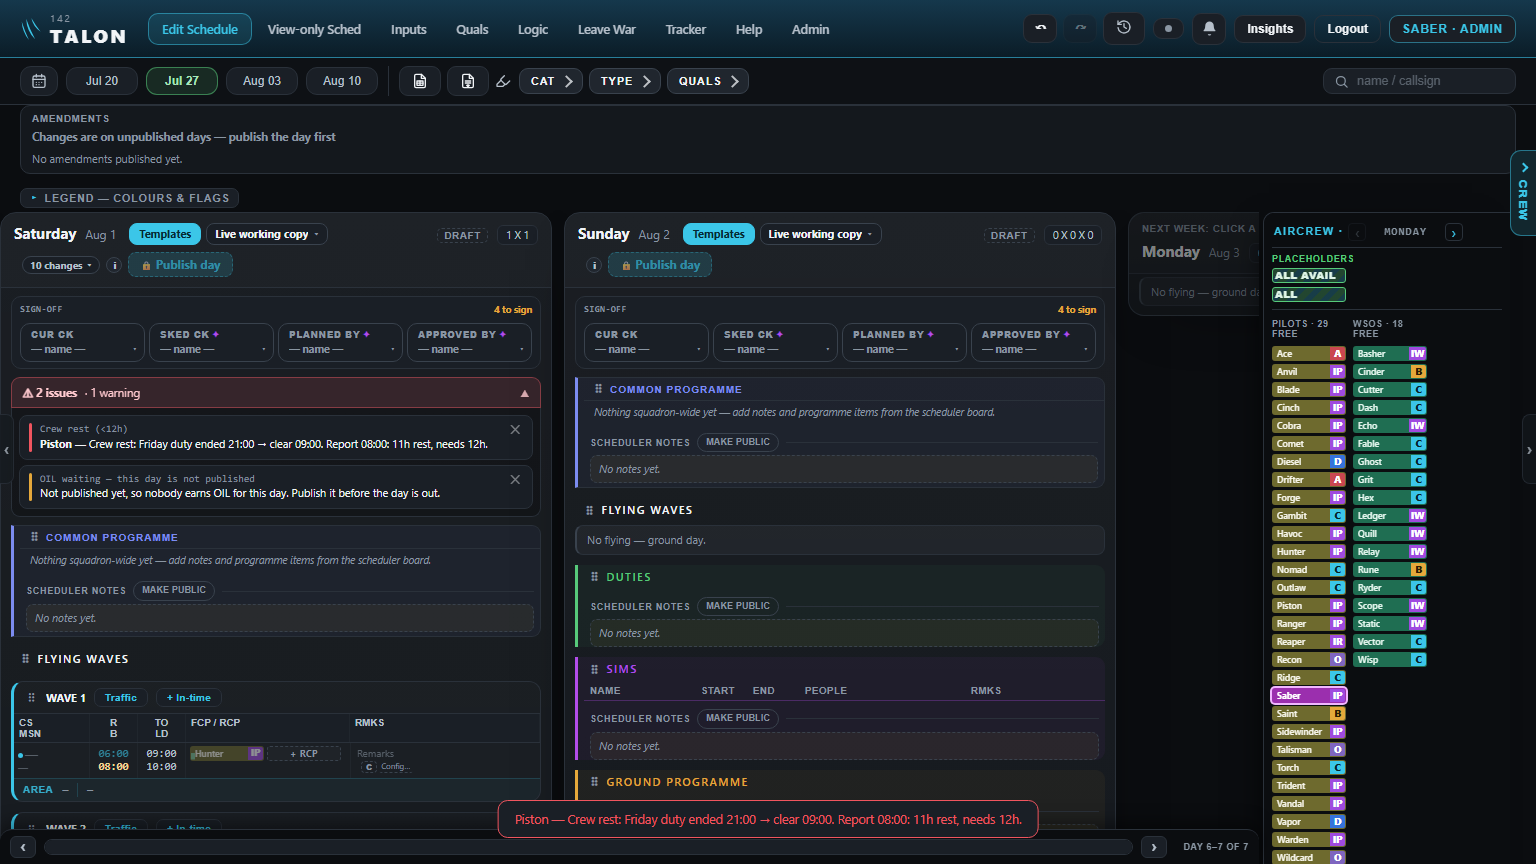 142
TALON
Edit Schedule
View-only Sched
Inputs
Quals
Logic
Leave War
Tracker
Help
Admin
Insights
Logout
SABER · ADMIN
Jul 20
Jul 27
Aug 03
Aug 10
CAT
TYPE
QUALS
name / callsign
AMENDMENTS
Changes are on unpublished days — publish the day first
No amendments published yet.
CREW
LEGEND — COLOURS & FLAGS
Saturday Aug 1
Templates
Live working copy
DRAFT
1X1
10 changes
i
Publish day
SIGN-OFF
4 to sign
CUR CK
— name —
SKED CK
— name —
PLANNED BY
— name —
APPROVED BY
— name —
2 issues · 1 warning
Crew rest (<12h)
Piston — Crew rest: Friday duty ended 21:00 → clear 09:00. Report 08:00: 11h rest, needs 12h.
OIL waiting — this day is not published
Not published yet, so nobody earns OIL for this day. Publish it before the day is out.
COMMON PROGRAMME
Nothing squadron-wide yet — add notes and programme items from the scheduler board.
SCHEDULER NOTES
MAKE PUBLIC
No notes yet.
FLYING WAVES
WAVE 1
Traffic
+ In-time
CS
MSN
R
B
TO
LD
FCP / RCP
RMKS
—
—
06:00
08:00
09:00
10:00
Hunter IP
+ RCP
Remarks
C Config...
AREA — —
WAVE 2
Traffic
+ In-time
Sunday Aug 2
Templates
Live working copy
DRAFT
0X0X0
i
Publish day
SIGN-OFF
4 to sign
CUR CK
— name —
SKED CK
— name —
PLANNED BY
— name —
APPROVED BY
— name —
COMMON PROGRAMME
Nothing squadron-wide yet — add notes and programme items from the scheduler board.
SCHEDULER NOTES
MAKE PUBLIC
No notes yet.
FLYING WAVES
No flying — ground day.
DUTIES
SCHEDULER NOTES
MAKE PUBLIC
No notes yet.
SIMS
NAME START END PEOPLE RMKS
SCHEDULER NOTES
MAKE PUBLIC
No notes yet.
GROUND PROGRAMME
NEXT WEEK: CLICK A
Monday Aug 3
No flying — ground da
AIRCREW ·
MONDAY
PLACEHOLDERS
ALL AVAIL
ALL
PILOTS · 29 FREE
Ace A
Anvil IP
Blade IP
Cinch IP
Cobra IP
Comet IP
Diesel D
Drifter A
Forge IP
Gambit C
Havoc IP
Hunter IP
Nomad C
Outlaw C
Piston IP
Ranger IP
Reaper IR
Recon O
Ridge C
Saber IP
Saint B
Sidewinder IP
Talisman O
Torch C
Trident IP
Vandal IP
Vapor D
Warden IP
Wildcard O
WSOS · 18 FREE
Basher IW
Cinder B
Cutter C
Dash C
Echo IW
Fable C
Ghost C
Grit C
Hex C
Ledger IW
Quill IW
Relay IW
Rune B
Ryder C
Scope IW
Static IW
Vector C
Wisp C
Piston — Crew rest: Friday duty ended 21:00 → clear 09:00. Report 08:00: 11h rest, needs 12h.
DAY 6–7 OF 7